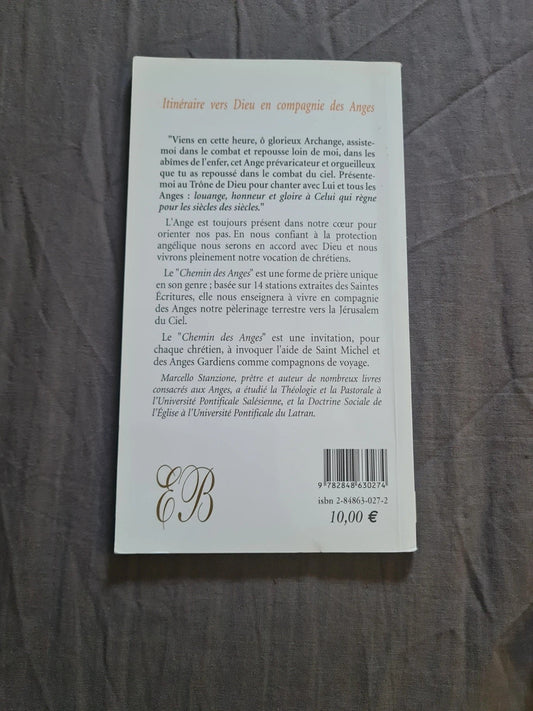 Itinéraire vers Dieu en compagnie des Anges
"Viens en cette heure, ô glorieux Archange, assiste-
moi dans le combat et repousse loin de moi, dans les
abîmes de l'enfer, cet Ange prévaricateur et orgueilleux
que tu as repoussé dans le combat du ciel. Présente-
moi au Trône de Dieu pour chanter avec Lui et tous les
Anges : louange, honneur et gloire à Celui qui règne
pour les siècles des siècles."
L'Ange est toujours présent dans notre cœur pour
orienter nos pas. En nous confiant à la protection
angélique nous serons en accord avec Dieu et nous
vivrons pleinement notre vocation de chrétiens.
Le "Chemin des Anges" est une forme de prière unique
en son genre ; basée sur 14 stations extraites des Saintes
Écritures, elle nous enseignera à vivre en compagnie
des Anges notre pèlerinage terrestre vers la Jérusalem
du Ciel.
Le "Chemin des Anges" est une invitation, pour
chaque chrétien, à invoquer l'aide de Saint Michel et
des Anges Gardiens comme compagnons de voyage.
Marcello Stanzione, prêtre et auteur de nombreux livres
consacrés aux Anges, a étudié la Théologie et la Pastorale à
l'Université Pontificale Salésienne, et la Doctrine Sociale de
l'Église à l'Université Pontificale du Latran.
EB
9 782848 630274
isbn 2-84863-027-2
10,00 €